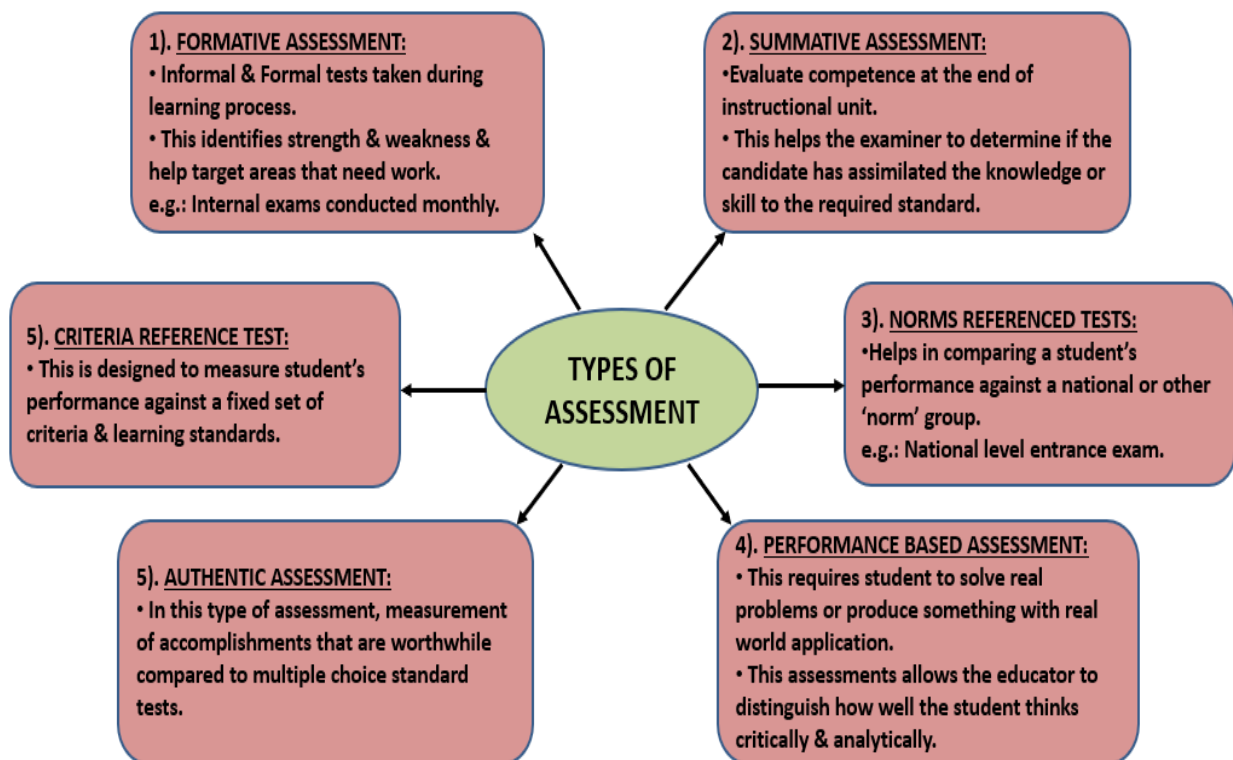 1). FORMATIVE ASSESSMENT:
• Informal & Formal tests taken during
learning process.
• This identifies strength & weakness &
help target areas that need work.
e.g.: Internal exams conducted monthly.
2). SUMMATIVE ASSESSMENT:
•Evaluate competence at the end of
instructional unit.
• This helps the examiner to determine if the
candidate has assimilated the knowledge or
skill to the required standard.
5). CRITERIA REFERENCE TEST:
• This is designed to measure student’s
performance against a fixed set of
criteria & learning standards.
TYPES OF
ASSESSMENT
3). NORMS REFERENCED TESTS:
•Helps in comparing a student’s
performance against a national or other
‘norm’ group.
e.g.: National level entrance exam.
5). AUTHENTIC ASSESSMENT:
• In this type of assessment, measurement
of accomplishments that are worthwhile
compared to multiple choice standard
tests.
4). PERFORMANCE BASED ASSESSMENT:
• This requires student to solve real
problems or produce something with real
world application.
• This assessments allows the educator to
distinguish how well the student thinks
critically & analytically.